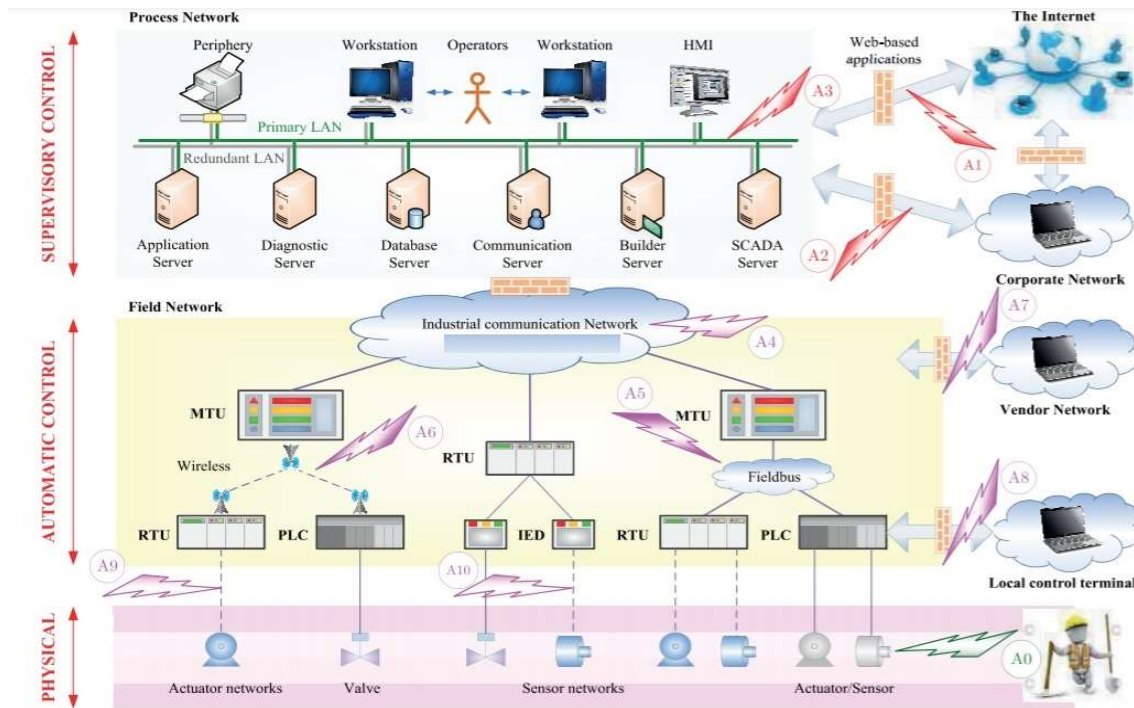 Process Network
The Internet
Periphery
Workstation
Operators
Workstation
HMI
Web-based
applications
A3
Primary LAN
Redundant LAN
A1
SUPERVISORY CONTROL
Application
Server
Diagnostic
Server
Database
Server
Communication
Server
Builder
Server
SCADA
Server
A2
Corporate Network
Field Network
Industrial communication Network
A4
A7
Vendor Network
AUTOMATIC CONTROL
MTU
A6
Wireless
RTU
A5
MTU
Fieldbus
A8
RTU
PLC
IED
RTU
PLC
Local control terminal
A9
A10
PHYSICAL
A0
Actuator networks
Valve
Sensor networks
Actuator/Sensor